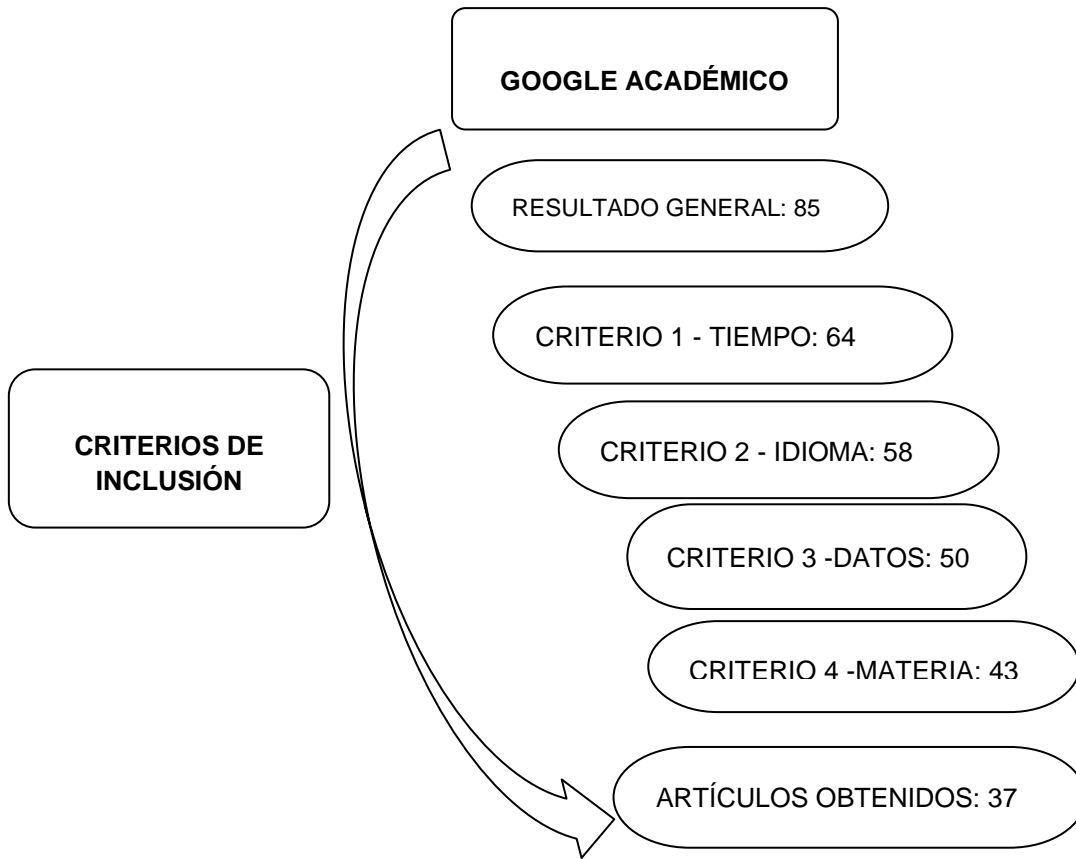 GOOGLE ACADÉMICO
RESULTADO GENERAL: 85
CRITERIO 1 - TIEMPO: 64
CRITERIOS DE
INCLUSIÓN
CRITERIO 2 - IDIOMA: 58
CRITERIO 3 -DATOS: 50
CRITERIO 4 -MATERIA: 43
ARTÍCULOS OBTENIDOS: 37